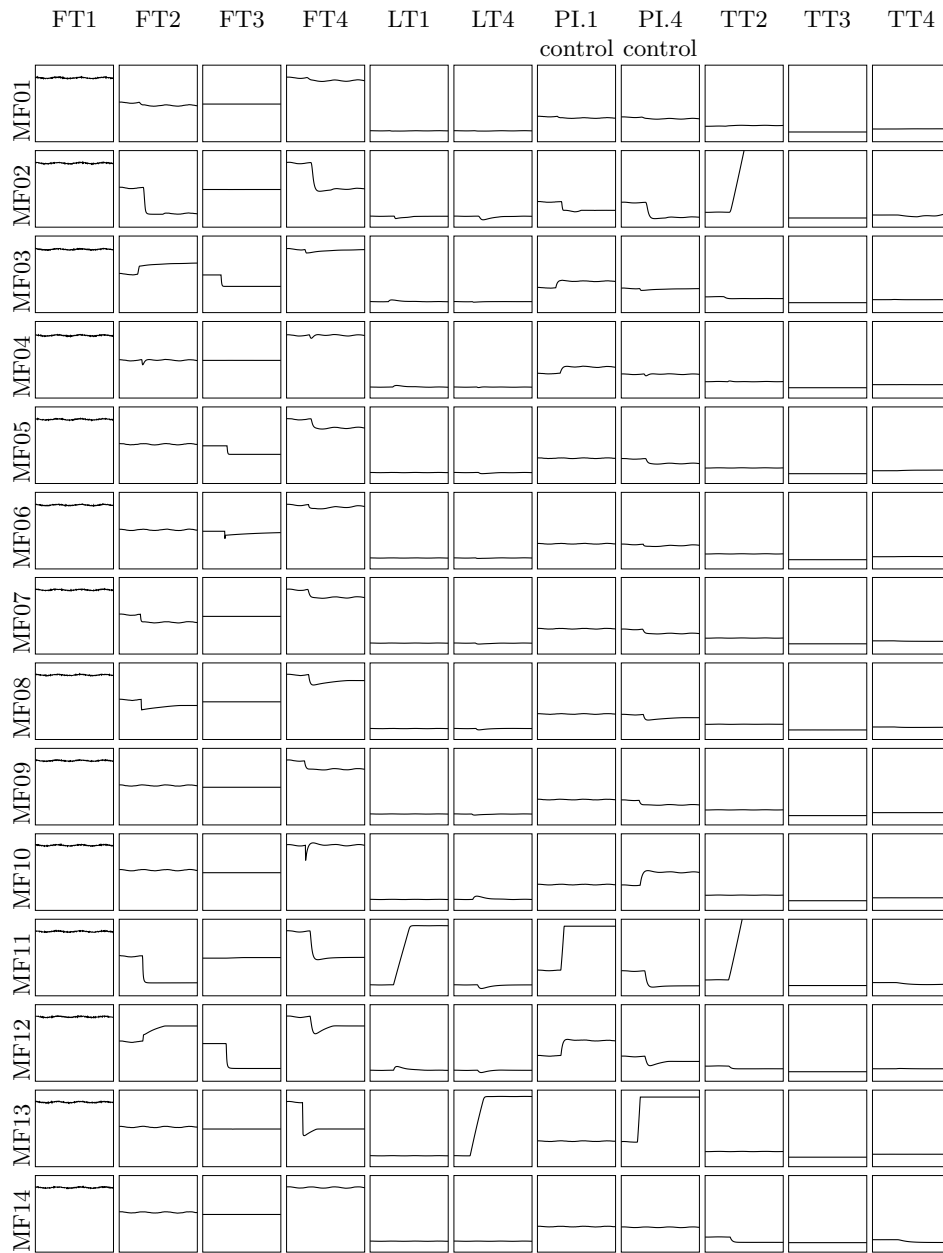 FT1 FT2 FT3 FT4 LT1 LT4 PI.1 PI.4 TT2 TT3 TT4
control control
MF01
MF02
MF03
MF04
MF05
MF06
MF07
MF08
MF09
MF10
MF11
MF12
MF13
MF14